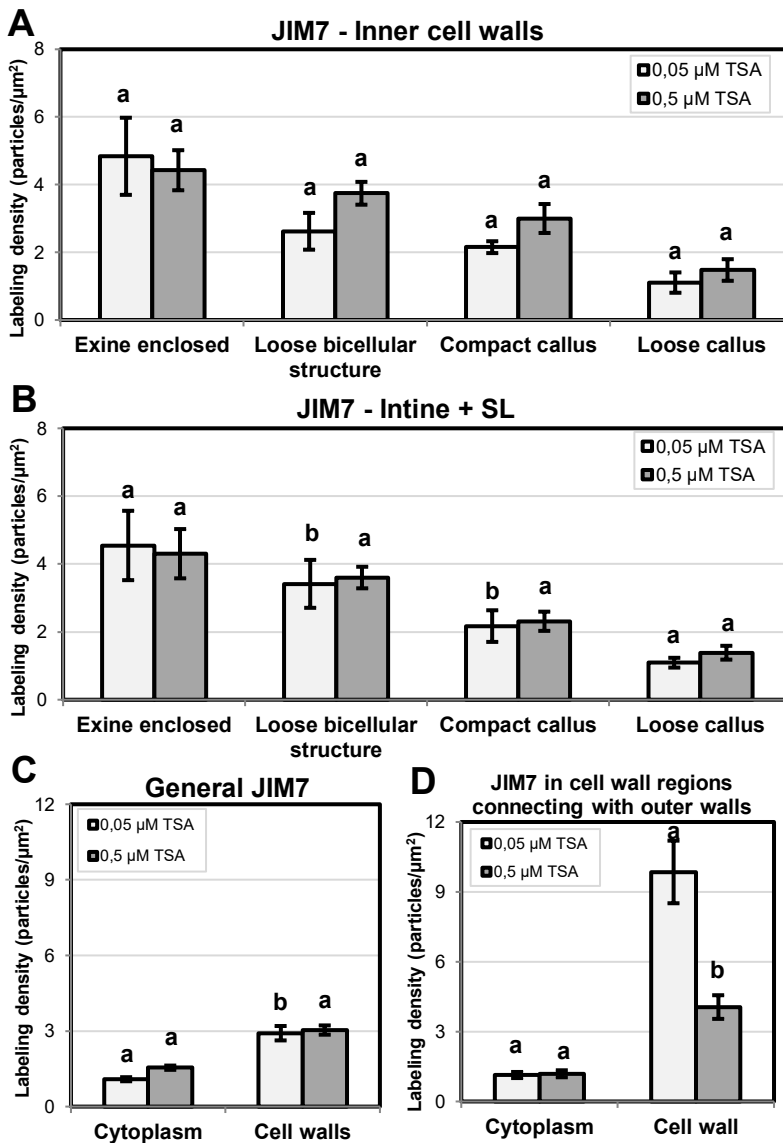 A
JIM7 - Inner cell walls
Labeling density (particles/µm²)
8
6
4
2
0
0,05 µM TSA
0,5 µM TSA
a a a a a a a a
Exine enclosed Loose bicellular structure Compact callus Loose callus
B
JIM7 - Intine + SL
Labeling density (particles/µm²)
8
6
4
2
0
0,05 µM TSA
0,5 µM TSA
a a b a b a a a
Exine enclosed Loose bicellular structure Compact callus Loose callus
C
General JIM7
Labeling density (particles/µm²)
12
9
6
3
0
0,05 µM TSA
0,5 µM TSA
a a b a
Cytoplasm Cell walls
D
JIM7 in cell wall regions
connecting with outer walls
Labeling density (particles/µm²)
12
9
6
3
0
0,05 µM TSA
0,5 µM TSA
a a a b
Cytoplasm Cell wall